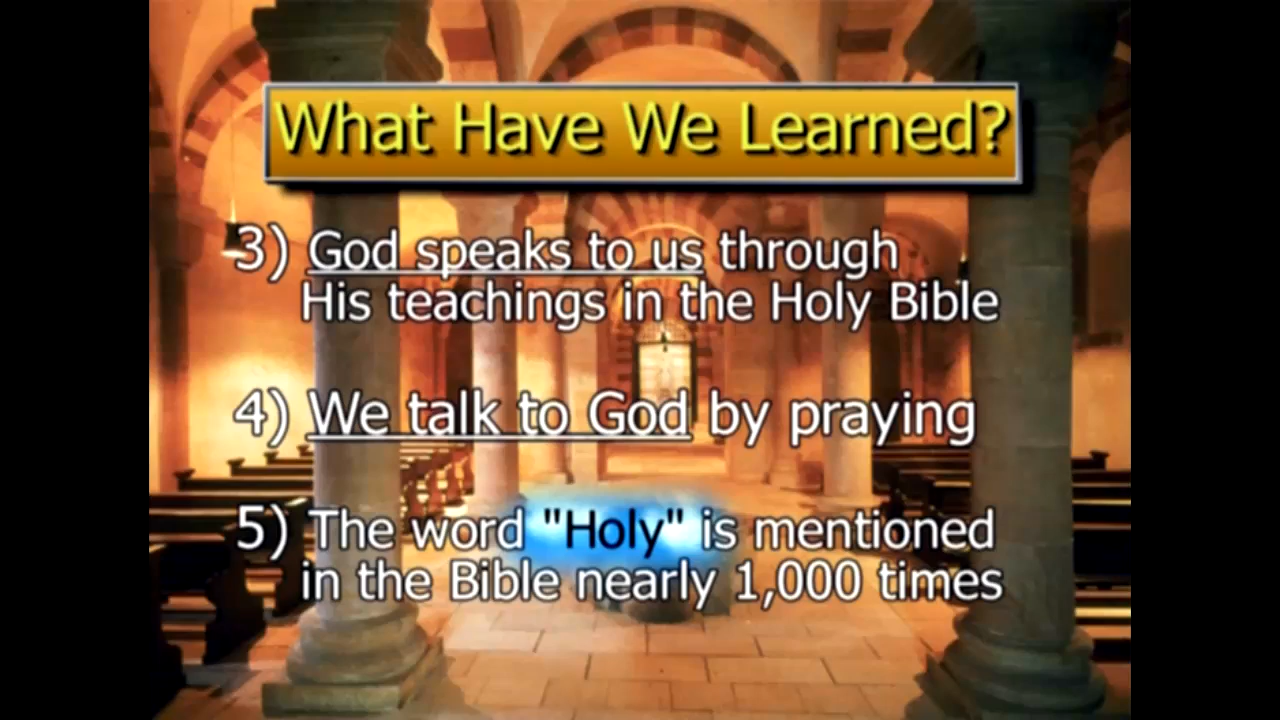 What Have We Learned?
3) God speaks to us through
His teachings in the Holy Bible
4) We talk to God by praying
5) The word "Holy" is mentioned
in the Bible nearly 1,000 times